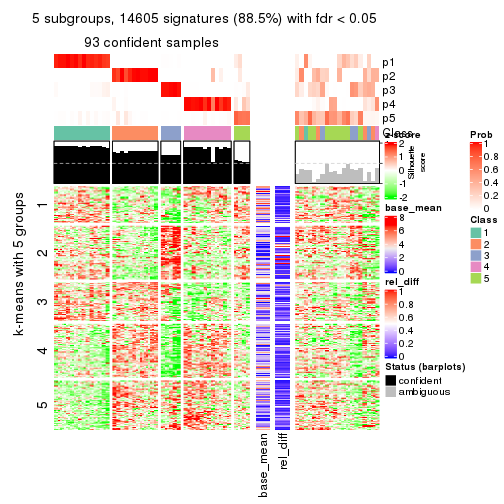 5 subgroups, 14605 signatures (88.5%) with fdr < 0.05
93 confident samples
p1
p2
p3
p4
p5
Class
k-means with 5 groups
1
2
3
4
5
base_mean
rel_diff
Silhouette
score
z-score
2
1
0
-1
-2
base_mean
8
6
4
2
0
rel_diff
1
0.8
0.6
0.4
0.2
0
Status (barplots)
confident
ambiguous
Prob
1
0.8
0.6
0.4
0.2
0
Class
1
2
3
4
5